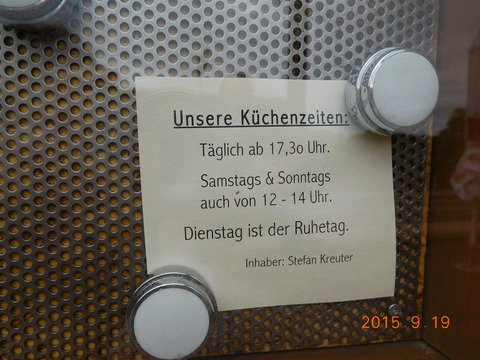 Unsere Küchenzeiten:
Täglich ab 17,3o Uhr.
Samstags & Sonntags
auch von 12 - 14 Uhr.
Dienstag ist der Ruhetag.
Inhaber: Stefan Kreuter
2015.9.19